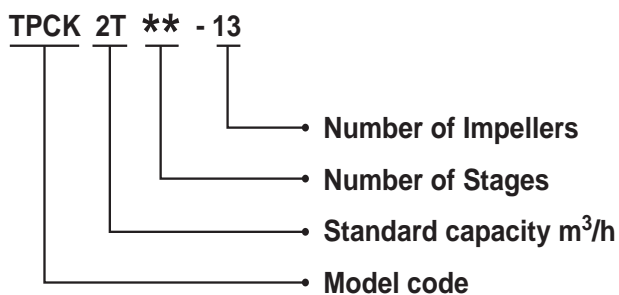 TPCK 2T ** - 13
Number of Impellers
Number of Stages
Standard capacity m³/h
Model code